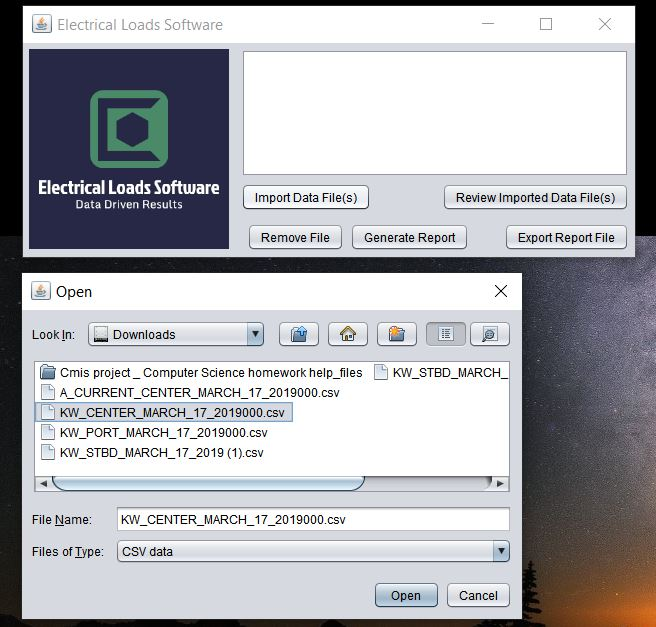 Electrical Loads Software
Electrical Loads Software
Data Driven Results
Import Data File(s)
Review Imported Data File(s)
Remove File
Generate Report
Export Report File
Open
Look In:
Downloads
Cmis project _ Computer Science homework help_files
KW_STBD_MARCH_
A_CURRENT_CENTER_MARCH_17_2019000.csv
KW_CENTER_MARCH_17_2019000.csv
KW_PORT_MARCH_17_2019000.csv
KW_STBD_MARCH_17_2019 (1).csv
File Name:
KW_CENTER_MARCH_17_2019000.csv
Files of Type:
CSV data
Open
Cancel